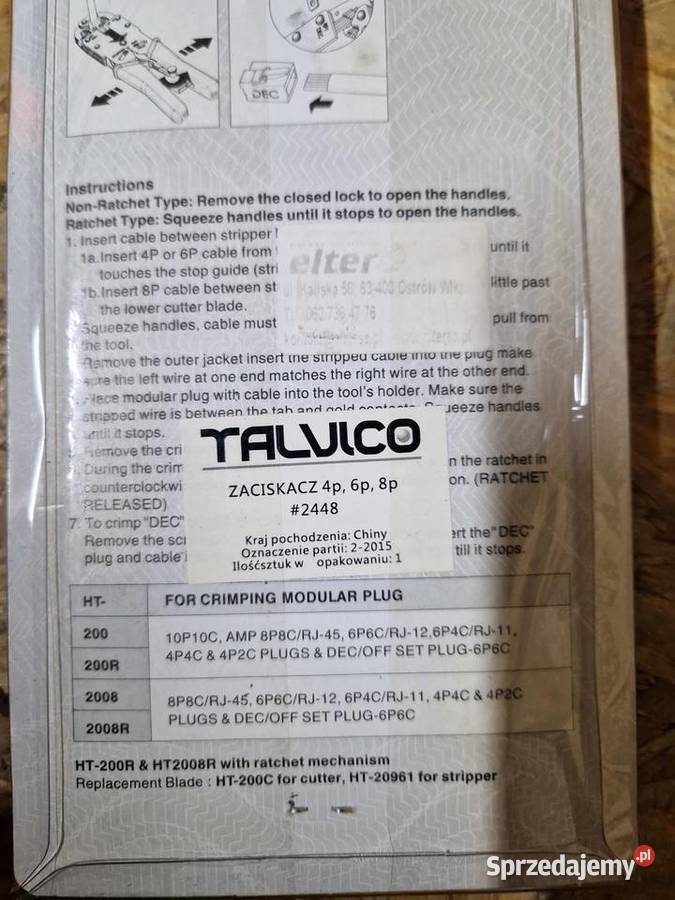 DEC
Instructions
Non-Ratchet Type: Remove the closed lock to open the handles.
Ratchet Type: Squeeze handles until it stops to open the handles.
1. Insert cable between stripper
1a.Insert 4P or 6P cable from until it
touches the stop guide (stri
1b.Insert 8P cable between st little past
the lower cutter blade.
Squeeze handles, cable must pull from
the tool.
elter
63-400 Ostrów Wlkp
Remove the outer jacket insert the stripped cable into the plug make
sure the left wire at one end matches the right wire at the other end.
Place modular plug with cable into the tool's holder. Make sure the
stripped wire is between the tab and gold contacts. Squeeze handles
until it stops.
Remove the cri
During the crim n the ratchet in
counterclockwi on. (RATCHET
RELEASED)
7. To crimp "DEC" ert the "DEC"
Remove the scr till it stops.
plug and cable
TALVICO
ZACISKACZ 4p, 6p, 8p
#2448
Kraj pochodzenia: Chiny
Oznaczenie partii: 2-2015
Ilośćsztuk w opakowaniu: 1
HT- FOR CRIMPING MODULAR PLUG
200 10P10C, AMP 8P8C/RJ-45, 6P6C/RJ-12,6P4C/RJ-11,
200R 4P4C & 4P2C PLUGS & DEC/OFF SET PLUG-6P6C
2008 8P8C/RJ-45, 6P6C/RJ-12, 6P4C/RJ-11, 4P4C & 4P2C
2008R PLUGS & DEC/OFF SET PLUG-6P6C
HT-200R & HT2008R with ratchet mechanism
Replacement Blade : HT-200C for cutter, HT-20961 for stripper
Sprzedajemy.pl